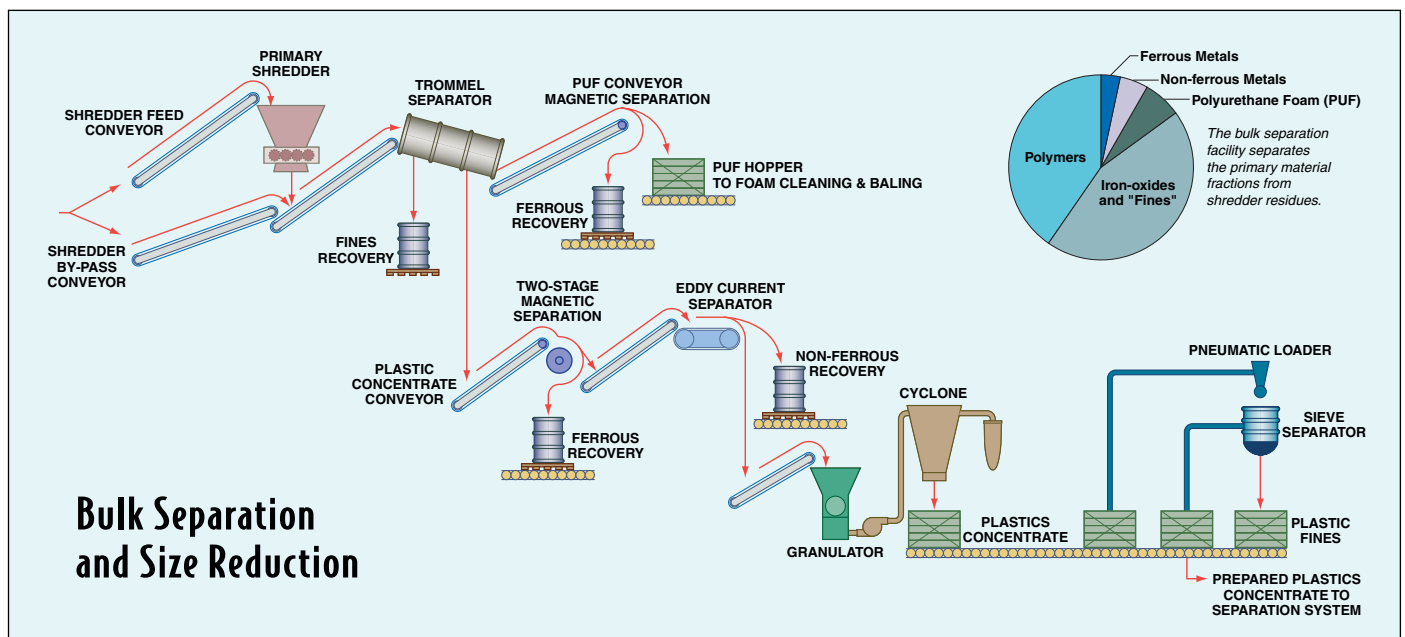 PRIMARY
SHREDDER
SHREDDER FEED
CONVEYOR
SHREDDER
BY-PASS
CONVEYOR
TROMMEL
SEPARATOR
FINES
RECOVERY
PUF CONVEYOR
MAGNETIC SEPARATION
FERROUS
RECOVERY
PUF HOPPER
TO FOAM CLEANING & BALING
Ferrous Metals
Non-ferrous Metals
Polyurethane Foam (PUF)
Polymers
Iron-oxides
and "Fines"
The bulk separation
facility separates
the primary material
fractions from
shredder residues.
TWO-STAGE
MAGNETIC
SEPARATION
PLASTIC
CONCENTRATE
CONVEYOR
FERROUS
RECOVERY
EDDY CURRENT
SEPARATOR
NON-FERROUS
RECOVERY
GRANULATOR
CYCLONE
PLASTICS
CONCENTRATE
PNEUMATIC LOADER
SIEVE
SEPARATOR
PLASTIC
FINES
PREPARED PLASTICS
CONCENTRATE TO
SEPARATION SYSTEM
Bulk Separation
and Size Reduction